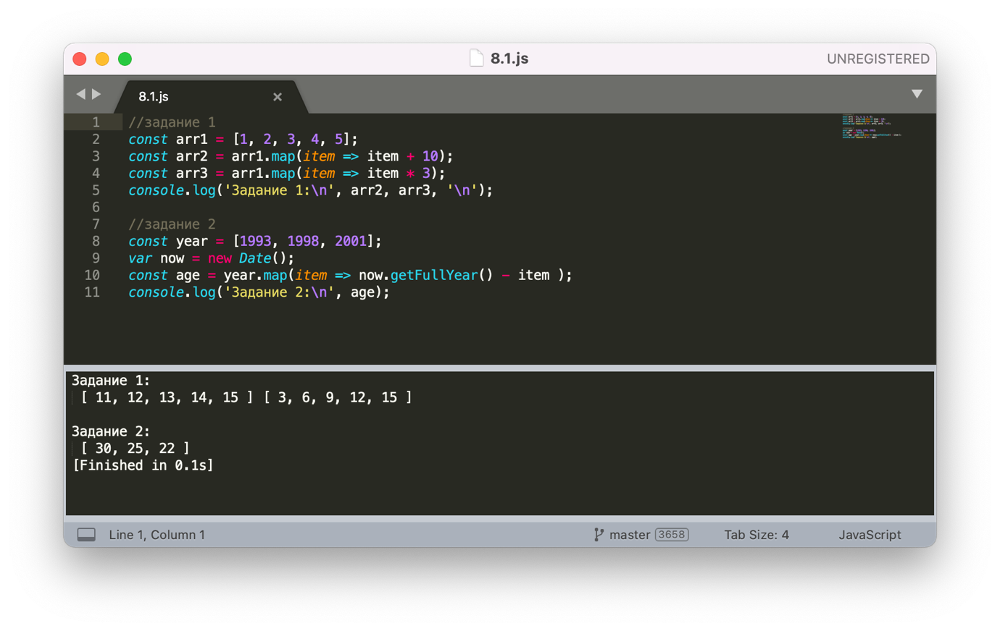 8.1.js
UNREGISTERED
8.1.js
1 //задание 1
2 const arr1 = [1, 2, 3, 4, 5];
3 const arr2 = arr1.map(item => item + 10);
4 const arr3 = arr1.map(item => item * 3);
5 console.log('Задание 1:\n', arr2, arr3, '\n');
6
7 //задание 2
8 const year = [1993, 1998, 2001];
9 var now = new Date();
10 const age = year.map(item => now.getFullYear() - item );
11 console.log('Задание 2:\n', age);
Задание 1:
[ 11, 12, 13, 14, 15 ] [ 3, 6, 9, 12, 15 ]
Задание 2:
[ 30, 25, 22 ]
[Finished in 0.1s]
Line 1, Column 1
master 3658
Tab Size: 4
JavaScript